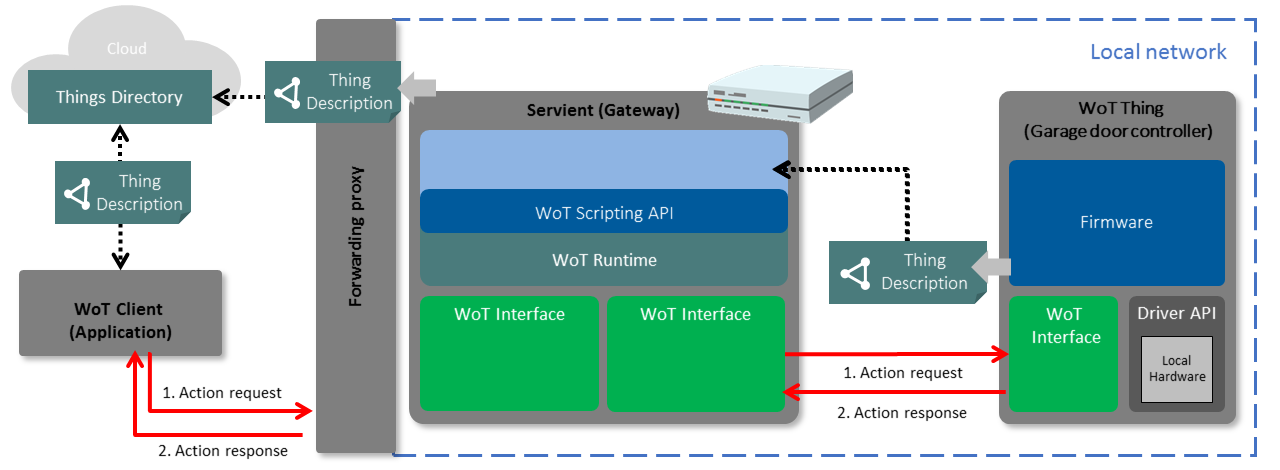 Cloud
Things Directory
Thing
Description
Thing
Description
WoT Client
(Application)
1. Action request
2. Action response
Forwarding proxy
Local network
Servient (Gateway)
WoT Scripting API
WoT Runtime
WoT Interface
WoT Interface
Thing
Description
1. Action request
2. Action response
WoT Thing
(Garage door controller)
Firmware
WoT
Interface
Driver API
Local
Hardware